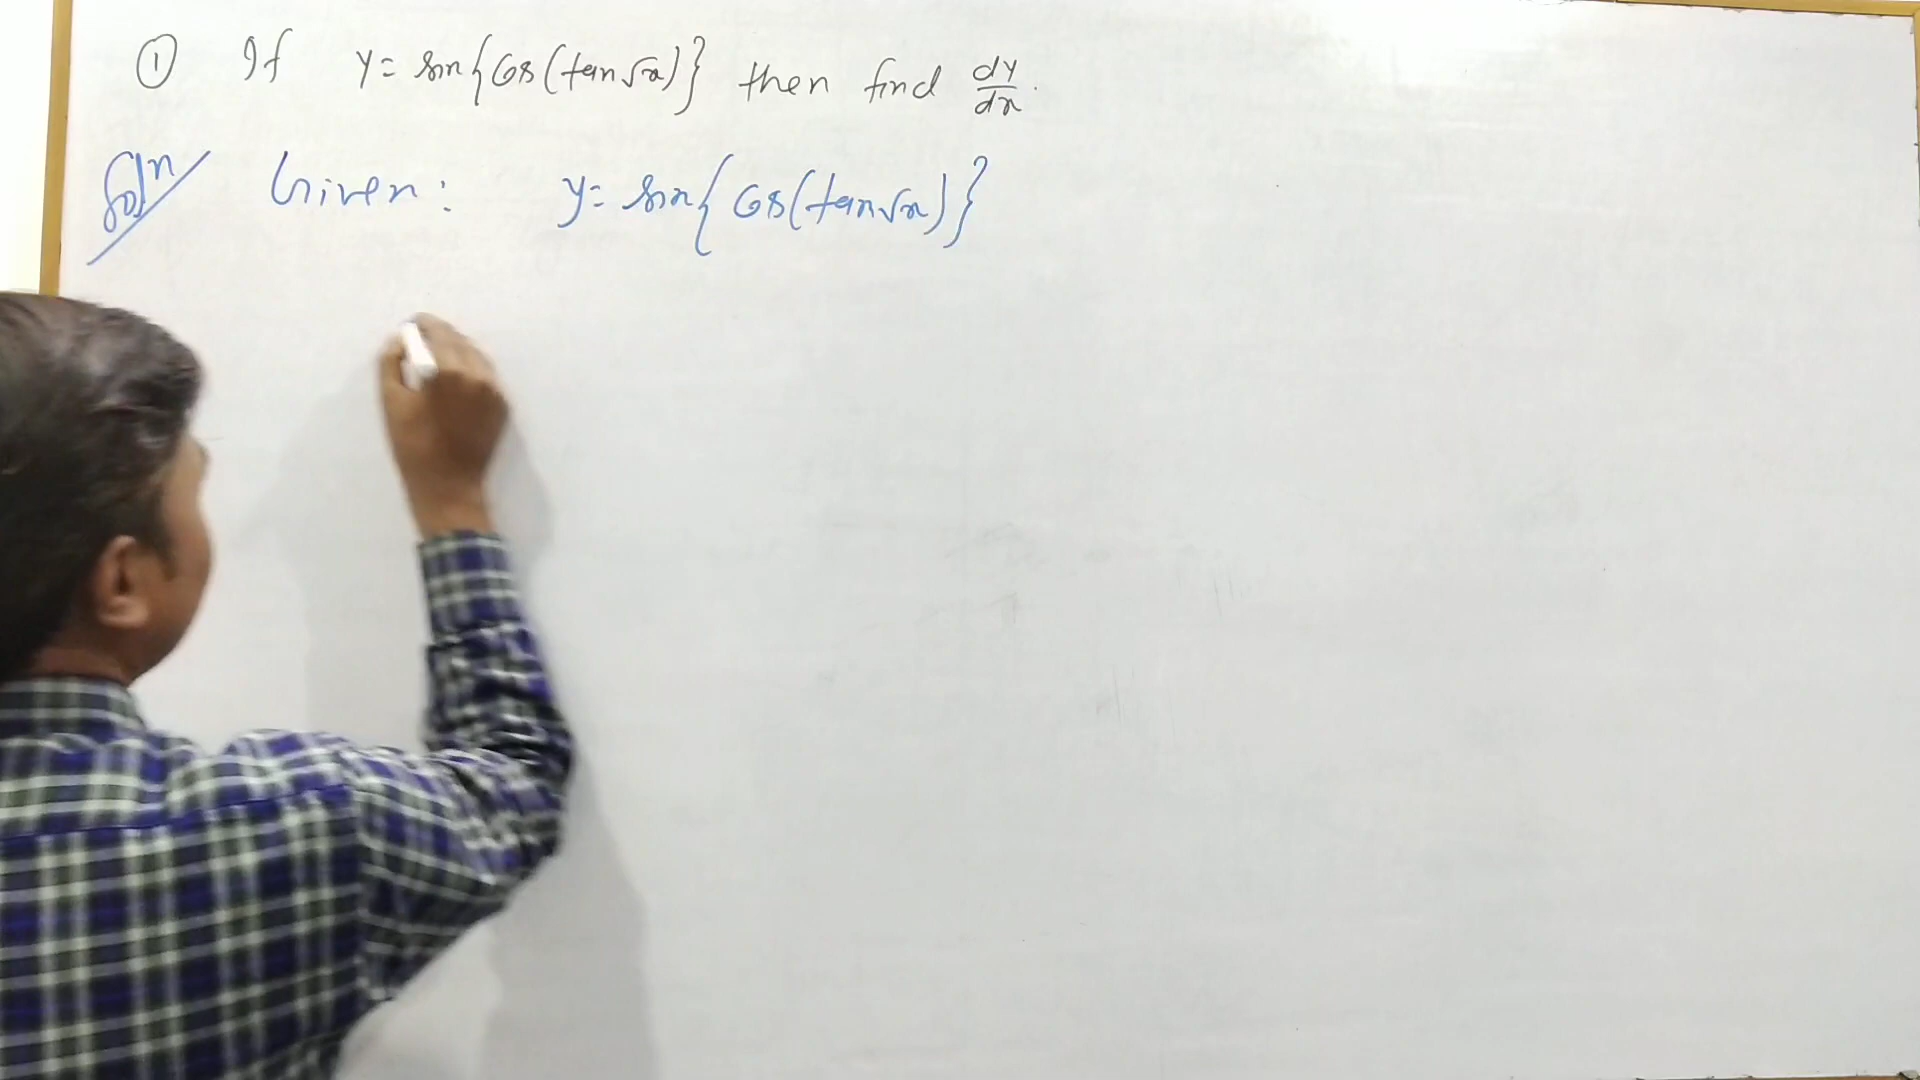 ① If y = sin{cos(tan√x)} then find dy/dx.
Solⁿ Given: y = sin{cos(tan√x)}